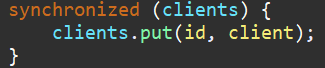 synchronized (clients) {
    clients.put(id, client);
}